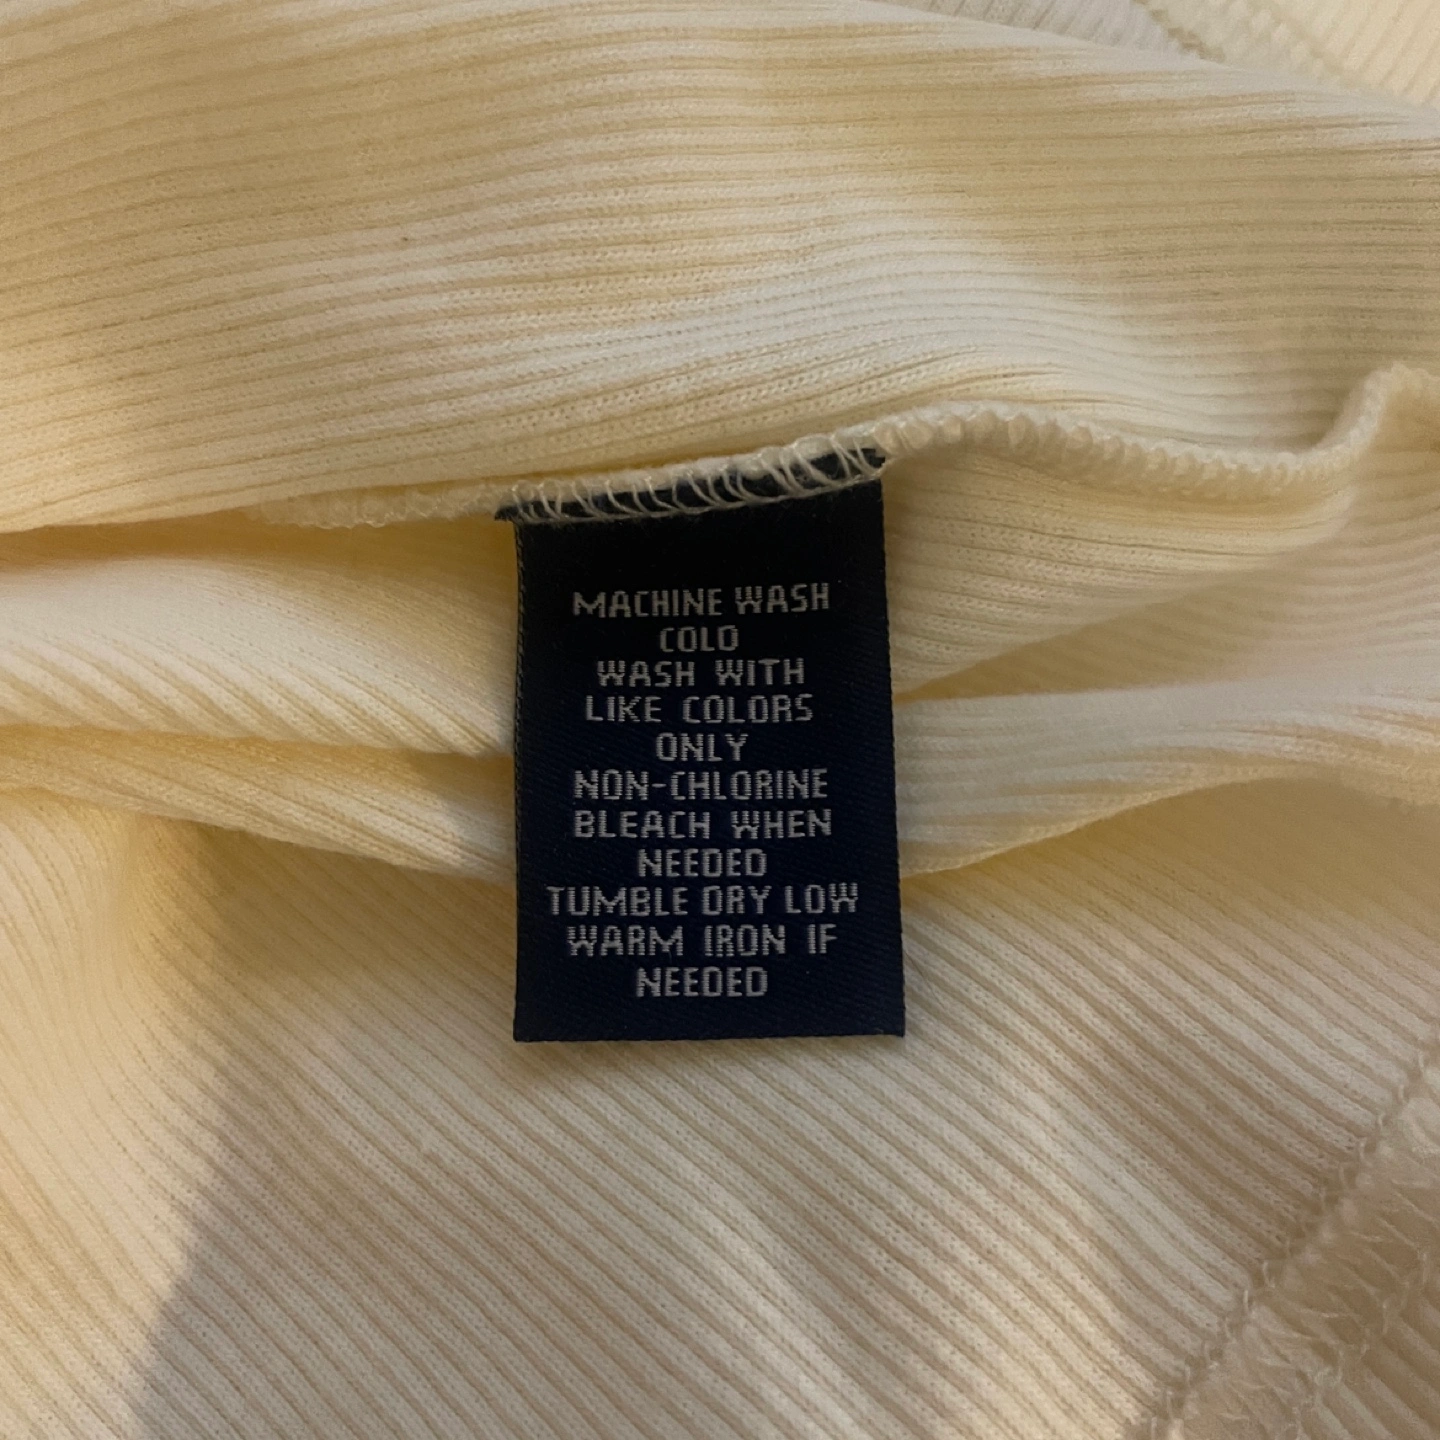 MACHINE WASH
COLD
WASH WITH
LIKE COLORS
ONLY
NON-CHLORINE
BLEACH WHEN
NEEDED
TUMBLE DRY LOW
WARM IRON IF
NEEDED